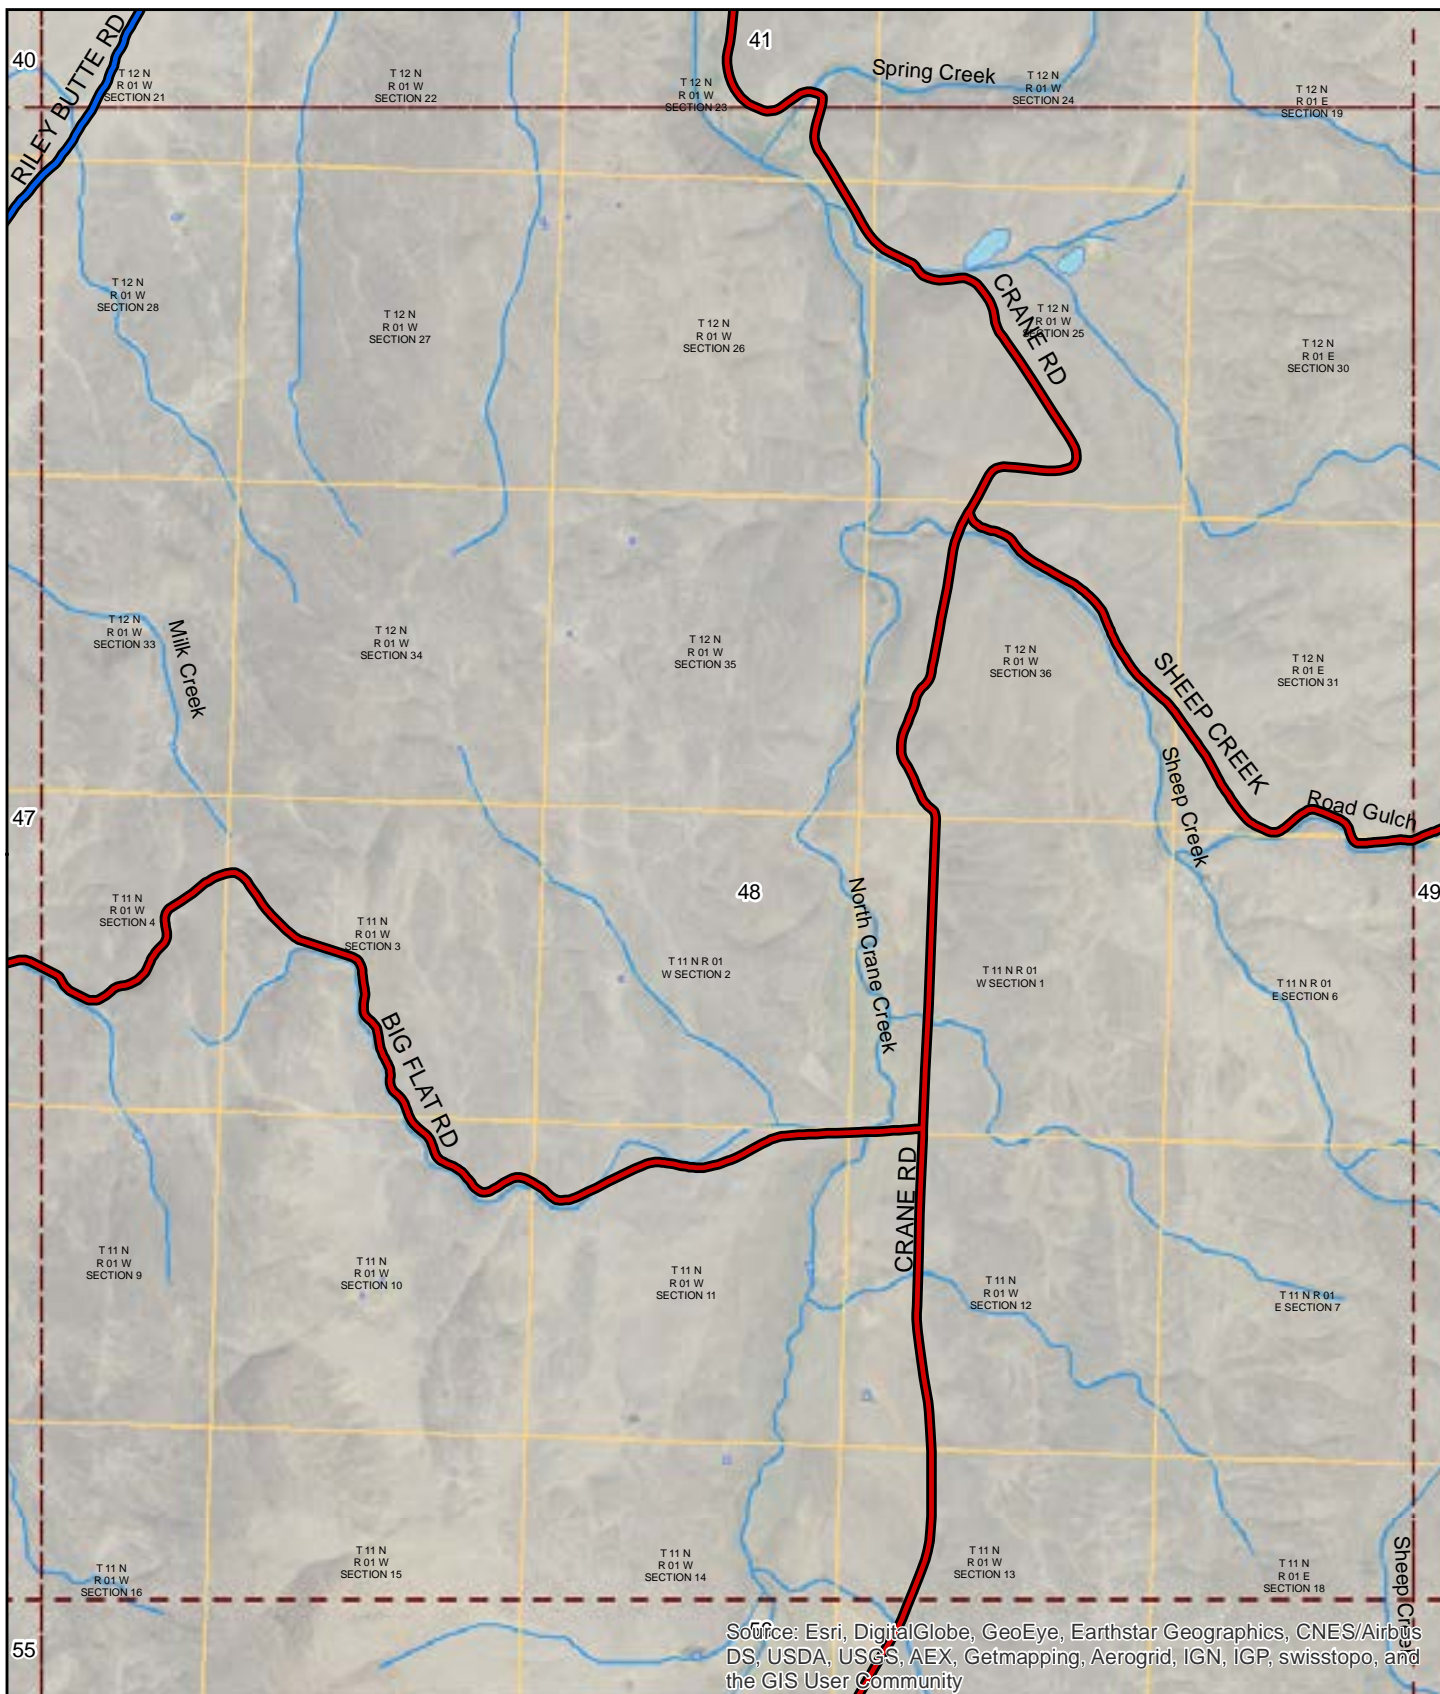 40
RILEY BUTTE RD
T 12 N
R 01 W
SECTION 21
T 12 N
R 01 W
SECTION 22
T 12 N
R 01 W
SECTION 23
41
Spring Creek
T 12 N
R 01 W
SECTION 24
T 12 N
R 01 E
SECTION 19
T 12 N
R 01 W
SECTION 28
T 12 N
R 01 W
SECTION 27
T 12 N
R 01 W
SECTION 26
CRANE RD
T 12 N
R 01 W
SECTION 25
T 12 N
R 01 E
SECTION 30
T 12 N
R 01 W
SECTION 33
Milk Creek
T 12 N
R 01 W
SECTION 34
T 12 N
R 01 W
SECTION 35
T 12 N
R 01 W
SECTION 36
SHEEP CREEK
T 12 N
R 01 E
SECTION 31
Sheep Creek
Road Gulch
47
48
49
T 11 N
R 01 W
SECTION 4
T 11 N
R 01 W
SECTION 3
T 11 N R 01
W SECTION 2
North Crane Creek
T 11 N R 01
W SECTION 1
T 11 N R 01
E SECTION 6
BIG FLAT RD
CRANE RD
T 11 N
R 01 W
SECTION 9
T 11 N
R 01 W
SECTION 10
T 11 N
R 01 W
SECTION 11
T 11 N
R 01 W
SECTION 12
T 11 N R 01
E SECTION 7
T 11 N
R 01 W
SECTION 16
T 11 N
R 01 W
SECTION 15
T 11 N
R 01 W
SECTION 14
T 11 N
R 01 W
SECTION 13
T 11 N
R 01 E
SECTION 18
Sheep Creek
55
Source: Esri, DigitalGlobe, GeoEye, Earthstar Geographics, CNES/Airbus
DS, USDA, USGS, AEX, Getmapping, Aerogrid, IGN, IGP, swisstopo, and
the GIS User Community